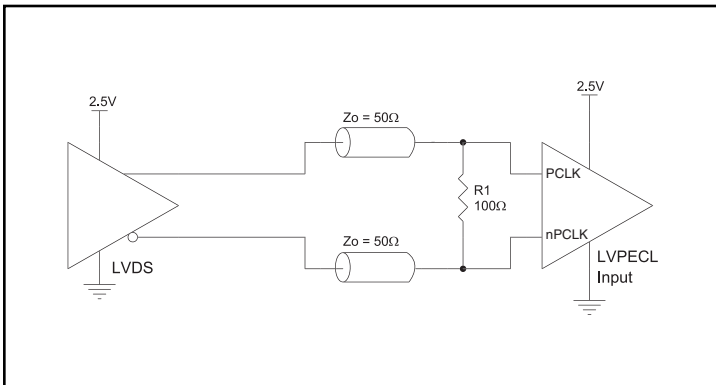 2.5V
2.5V
Zo = 50Ω
PCLK
R1
100Ω
nPCLK
Zo = 50Ω
LVDS
LVPECL
Input